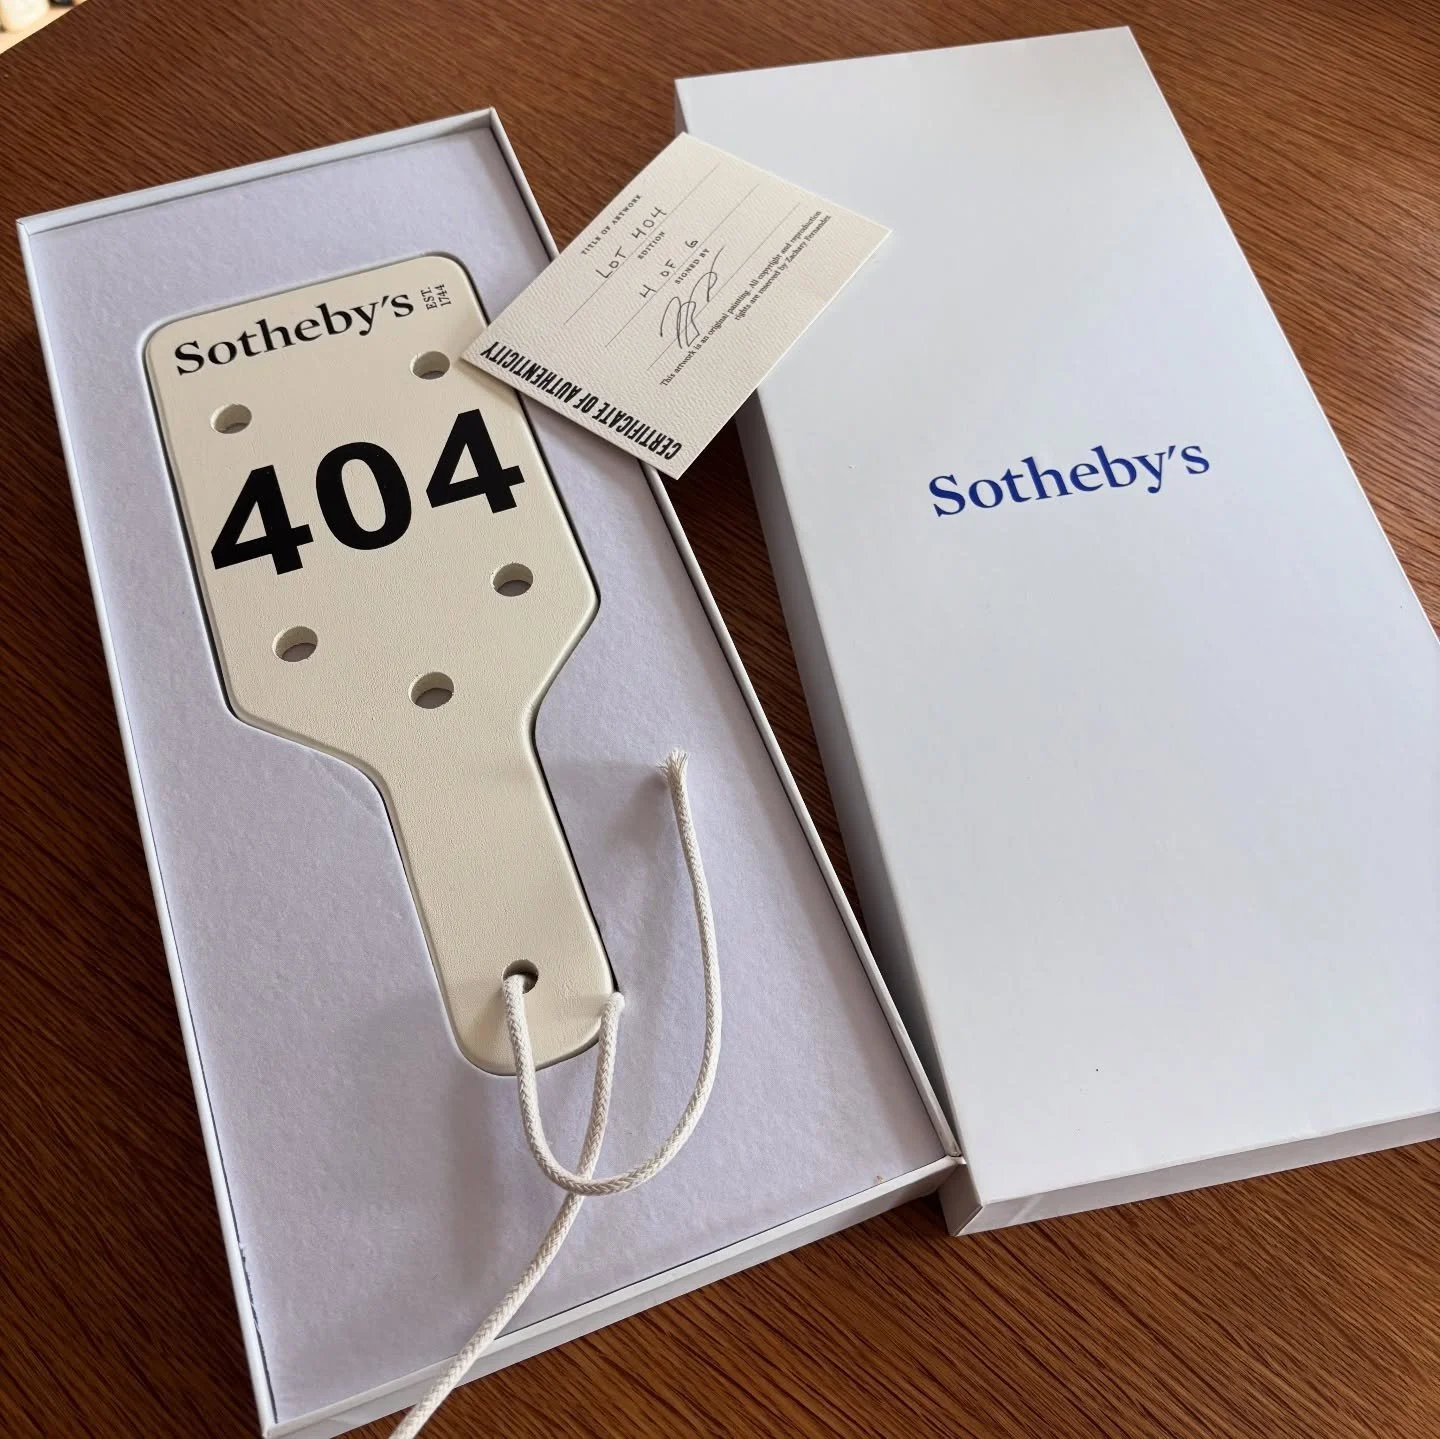 Sotheby's
EST.
1744
404
TITLE OF ARTWORK
LOT 404
EDITION
4 OF 6
SIGNED BY
This artwork is an original painting. All copyright and reproduction
rights are reserved by Zachary Fernandez
CERTIFICATE OF AUTHENTICITY
Sotheby's